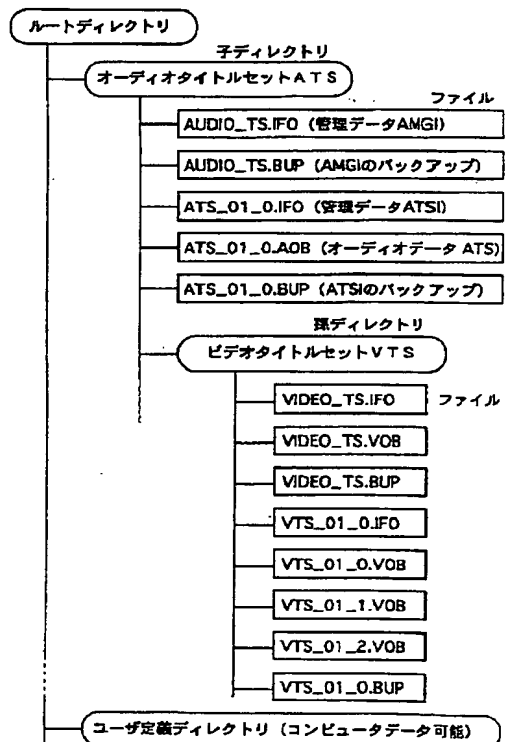 ルートディレクトリ
子ディレクトリ
オーディオタイトルセットATS
ファイル
AUDIO_TS.IFO (管理データAMGI)
AUDIO_TS.BUP (AMGIのバックアップ)
ATS_01_0.IFO (管理データATSI)
ATS_01_0.AOB (オーディオデータ ATS)
ATS_01_0.BUP (ATSIのバックアップ)
孫ディレクトリ
ビデオタイトルセットVTS
VIDEO_TS.IFO ファイル
VIDEO_TS.VOB
VIDEO_TS.BUP
VTS_01_0.IFO
VTS_01_0.VOB
VTS_01_1.VOB
VTS_01_2.VOB
VTS_01_0.BUP
ユーザ定義ディレクトリ (コンピュータデータ可能)